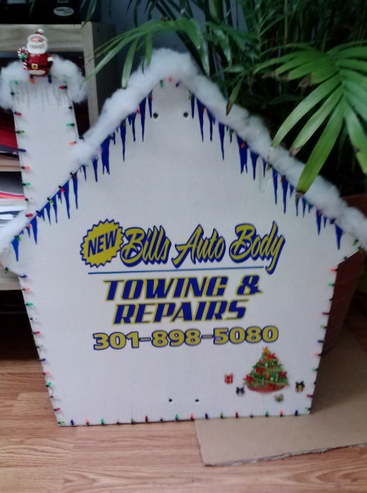 NEW Bills Auto Body
TOWING &
REPAIRS
301-898-5080